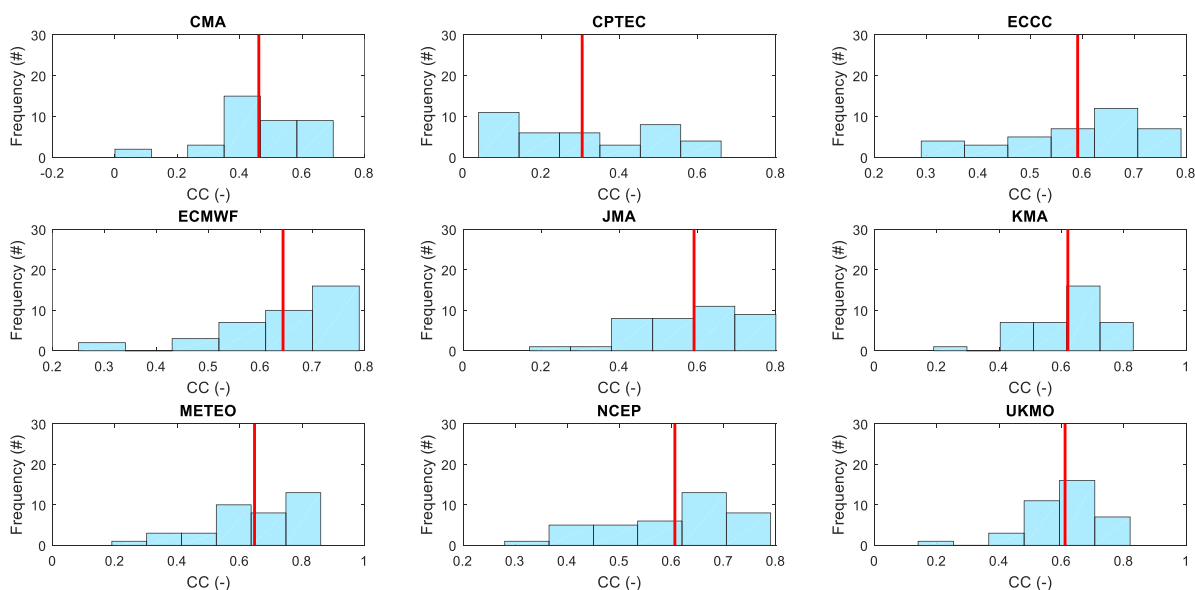 CMA
CPTEC
ECCC
30
20
10
0
Frequency (#)
-0.2 0 0.2 0.4 0.6 0.8
CC (-)
30
20
10
0
Frequency (#)
0 0.2 0.4 0.6 0.8
CC (-)
30
20
10
0
Frequency (#)
0.2 0.3 0.4 0.5 0.6 0.7 0.8
CC (-)
ECMWF
JMA
KMA
30
20
10
0
Frequency (#)
0.2 0.3 0.4 0.5 0.6 0.7 0.8
CC (-)
30
20
10
0
Frequency (#)
0 0.2 0.4 0.6 0.8
CC (-)
30
20
10
0
Frequency (#)
0 0.2 0.4 0.6 0.8 1
CC (-)
METEO
NCEP
UKMO
30
20
10
0
Frequency (#)
0 0.2 0.4 0.6 0.8 1
CC (-)
30
20
10
0
Frequency (#)
0.2 0.3 0.4 0.5 0.6 0.7 0.8
CC (-)
30
20
10
0
Frequency (#)
0 0.2 0.4 0.6 0.8 1
CC (-)